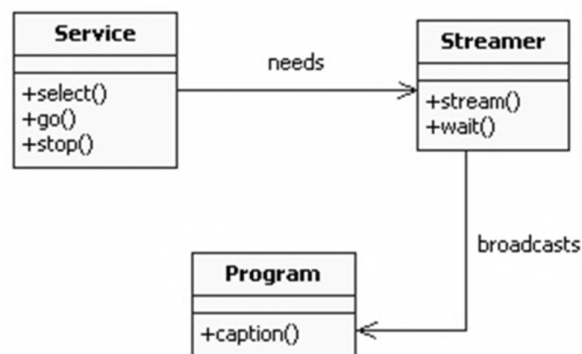 Service
+select()
+go()
+stop()
needs
Streamer
+stream()
+wait()
broadcasts
Program
+caption()